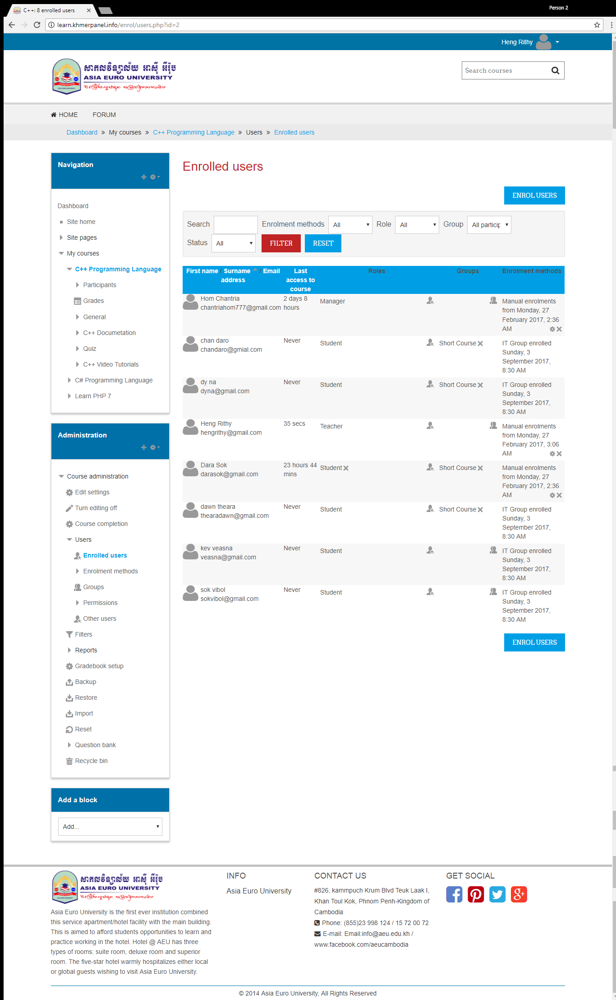 C++: 8 enrolled users
Person 2
learn.khmerpanel.info/enrol/users.php?id=2
Heng Rithy
សាកលវិទ្យាល័យ អាស៊ី អឺរ៉ុប
ASIA EURO UNIVERSITY
Search courses
HOME
FORUM
Dashboard » My courses » C++ Programming Language » Users » Enrolled users
Navigation
Dashboard
Site home
Site pages
My courses
C++ Programming Language
Participants
Grades
General
C++ Documetation
Quiz
C++ Video Tutorials
C# Programming Language
Learn PHP 7
Administration
Course administration
Edit settings
Turn editing off
Course completion
Users
Enrolled users
Enrolment methods
Groups
Permissions
Other users
Filters
Reports
Gradebook setup
Backup
Restore
Import
Reset
Question bank
Recycle bin
Add a block
Add...
Enrolled users
ENROL USERS
Search Enrolment methods All Role All Group All particip
Status All FILTER RESET
First name / Surname / Email address
Last access to course
Roles
Groups
Enrolment methods
Hom Chantria
chantriahom777@gmail.com
2 days 8
hours
Manager
Manual enrolments
from Monday, 27
February 2017, 2:36
AM
chan daro
chandaro@gmial.com
Never
Student
Short Course
IT Group enrolled
Sunday, 3
September 2017,
8:30 AM
dy na
dyna@gmail.com
Never
Student
Short Course
IT Group enrolled
Sunday, 3
September 2017,
8:30 AM
Heng Rithy
hengrithy@gmail.com
35 secs
Teacher
Manual enrolments
from Monday, 27
February 2017, 3:06
AM
Dara Sok
darasok@gmail.com
23 hours 44
mins
Student
Short Course
Manual enrolments
from Monday, 27
February 2017, 2:36
AM
dawn theara
thearadawn@gmail.com
Never
Student
Short Course
IT Group enrolled
Sunday, 3
September 2017,
8:30 AM
kev veasna
veasna@gmail.com
Never
Student
IT Group enrolled
Sunday, 3
September 2017,
8:30 AM
sok vibol
sokvibol@gmail.com
Never
Student
IT Group enrolled
Sunday, 3
September 2017,
8:30 AM
ENROL USERS
សាកលវិទ្យាល័យ អាស៊ី អឺរ៉ុប
ASIA EURO UNIVERSITY
Asia Euro University is the first ever institution combined
this service apartment/hotel facility with the main building.
This is aimed to afford students opportunities to learn and
practice working in the hotel. Hotel @ AEU has three
types of rooms: suite room, deluxe room and superior
room. The five-star hotel warmly hospitalizes either local
or global guests wishing to visit Asia Euro University.
INFO
Asia Euro University
CONTACT US
#826, kammpuch Krum Blvd Teuk Laak I,
Khan Toul Kok, Phnom Penh-Kingdom of
Cambodia
Phone: (855)23 998 124 / 15 72 00 72
E-mail: Email:info@aeu.edu.kh /
www.facebook.com/aeucambodia
GET SOCIAL
© 2014 Asia Euro University, All Rights Reserved